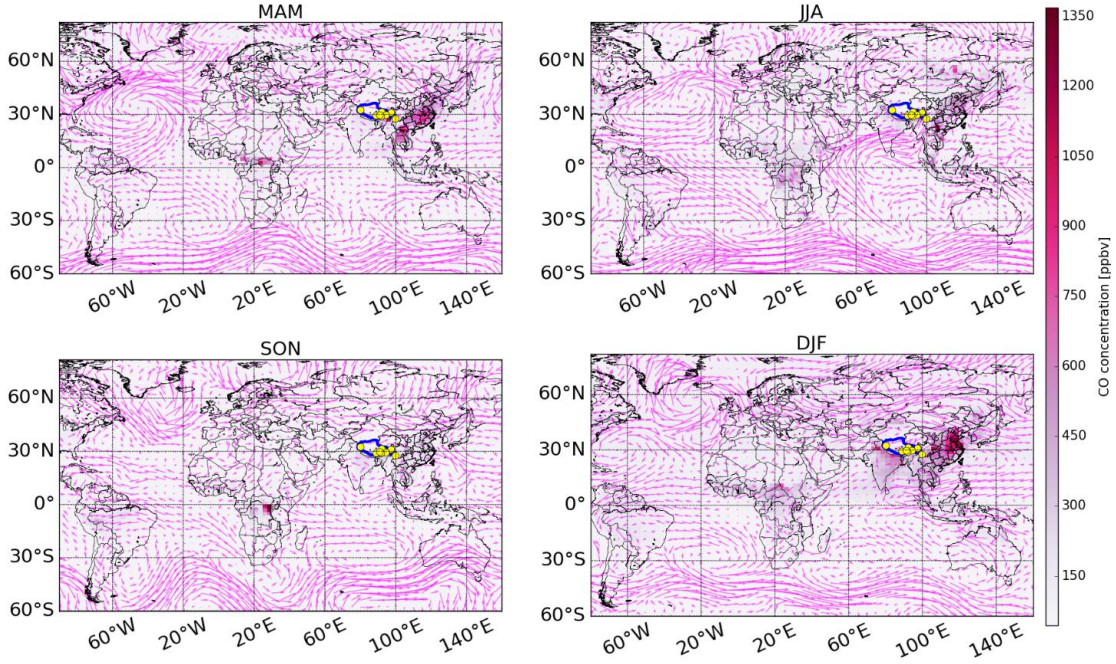 MAM
JJA
60°N
30°N
0°
30°S
60°S
60°N
30°N
0°
30°S
60°S
60°W
20°W
20°E
60°E
100°E
140°E
60°W
20°W
20°E
60°E
100°E
140°E
SON
DJF
60°N
30°N
0°
30°S
60°S
60°N
30°N
0°
30°S
60°S
60°W
20°W
20°E
60°E
100°E
140°E
60°W
20°W
20°E
60°E
100°E
140°E
1350
1200
1050
900
750
600
450
300
150
CO concentration [ppbv]